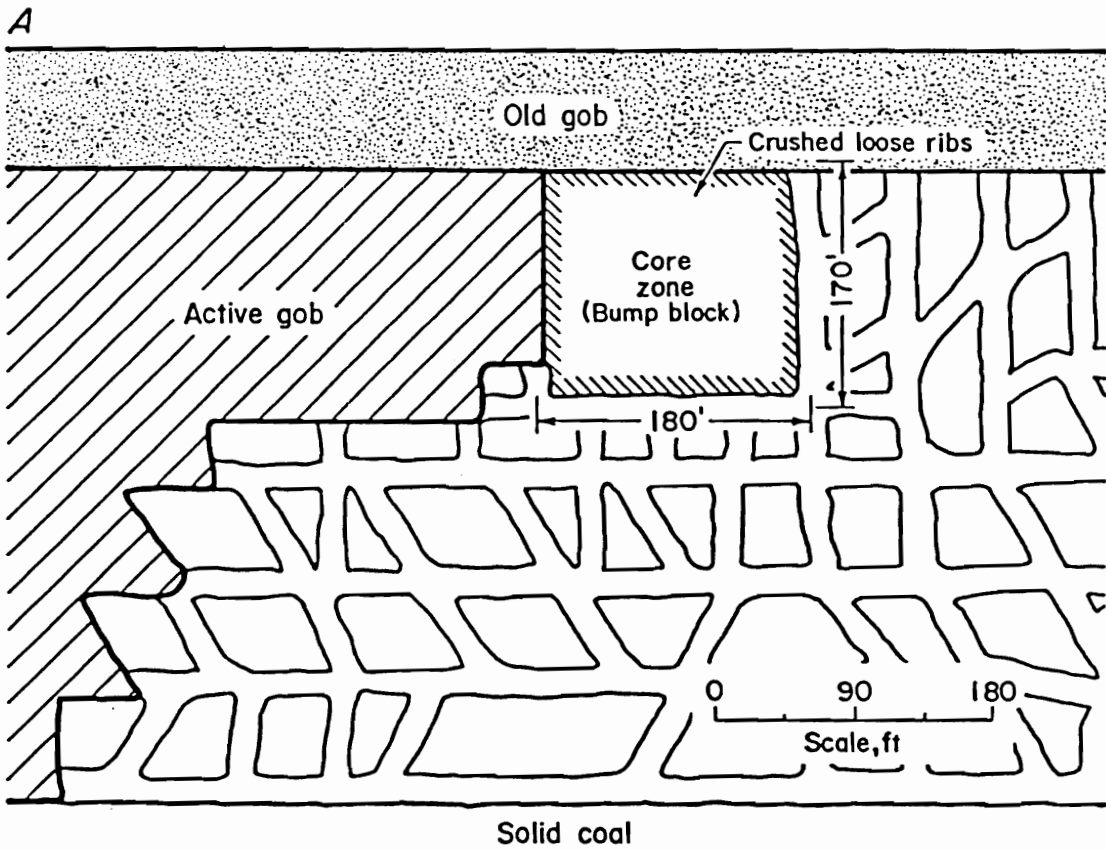 A
Old gob
Crushed loose ribs
Core
zone
(Bump block)
170'
Active gob
180'
0 90 180
Scale, ft
Solid coal